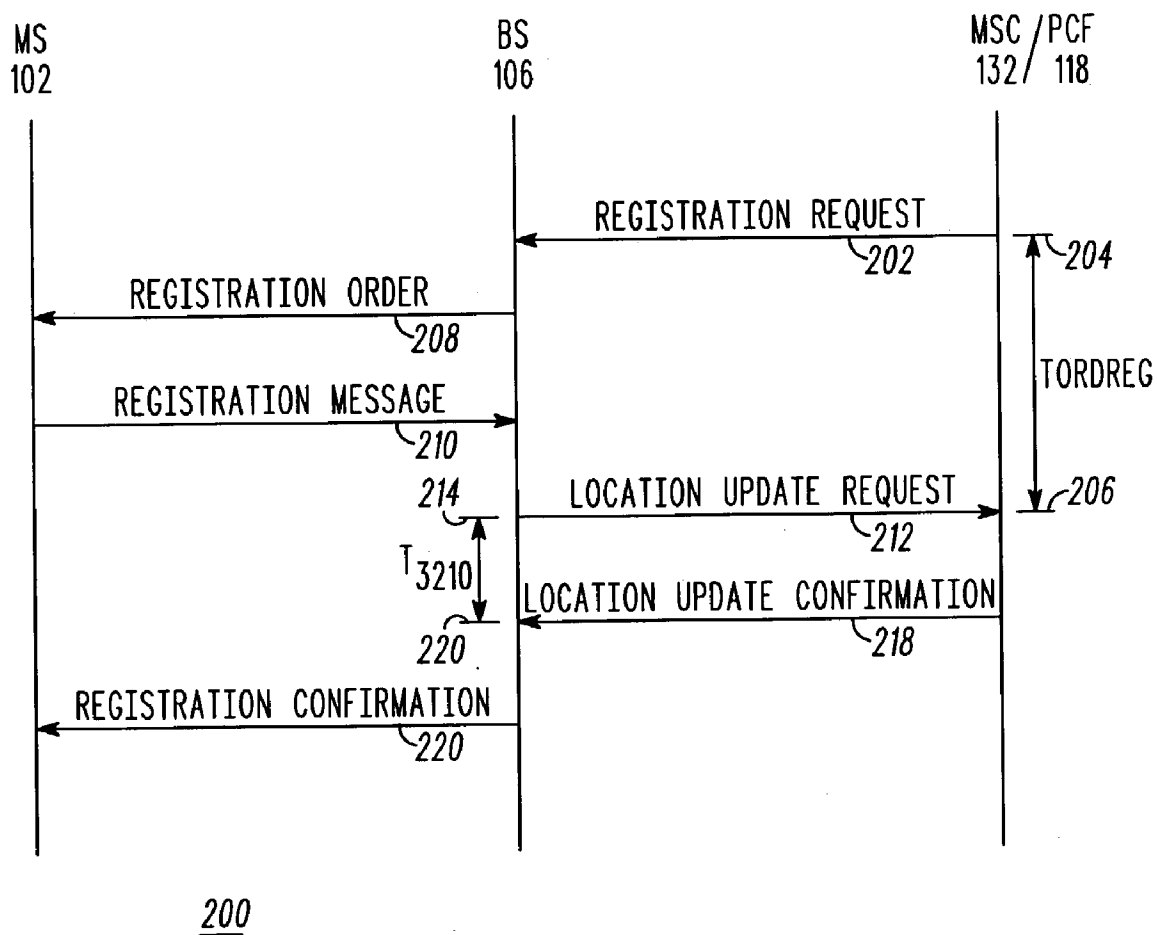 MS
102
BS
106
MSC / PCF
132 / 118
REGISTRATION REQUEST
202
204
REGISTRATION ORDER
208
TORDREG
REGISTRATION MESSAGE
210
214
LOCATION UPDATE REQUEST
212
206
T3210
LOCATION UPDATE CONFIRMATION
220
218
REGISTRATION CONFIRMATION
220
200